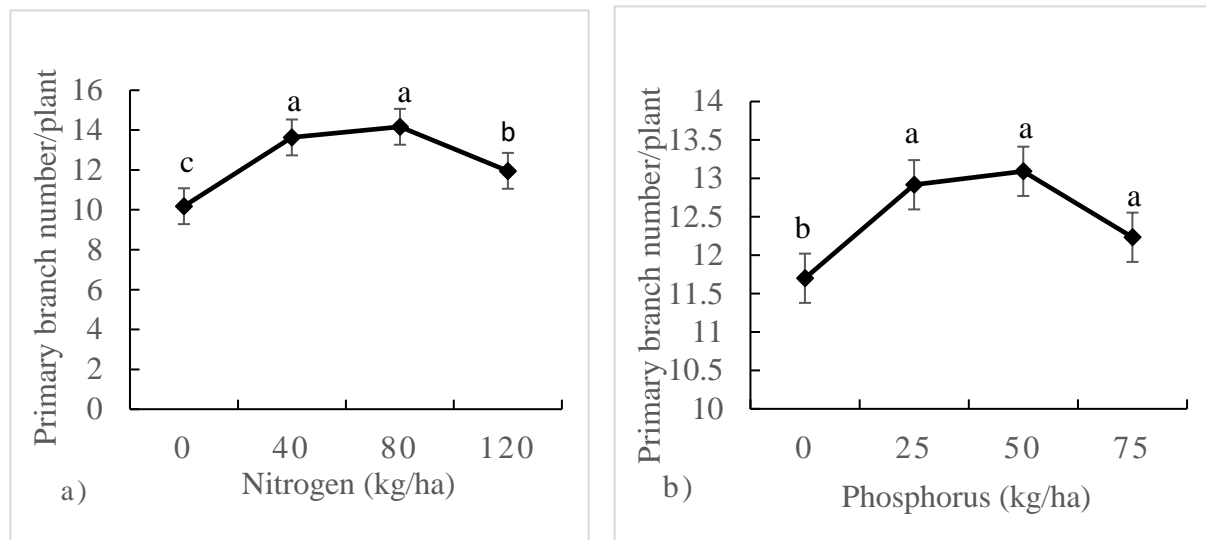 Primary branch number/plant
16
14
12
10
8
6
4
2
0
c
a
a
b
0 40 80 120
Nitrogen (kg/ha)
a)
Primary branch number/plant
14
13.5
13
12.5
12
11.5
11
10.5
10
b
a
a
a
0 25 50 75
Phosphorus (kg/ha)
b)